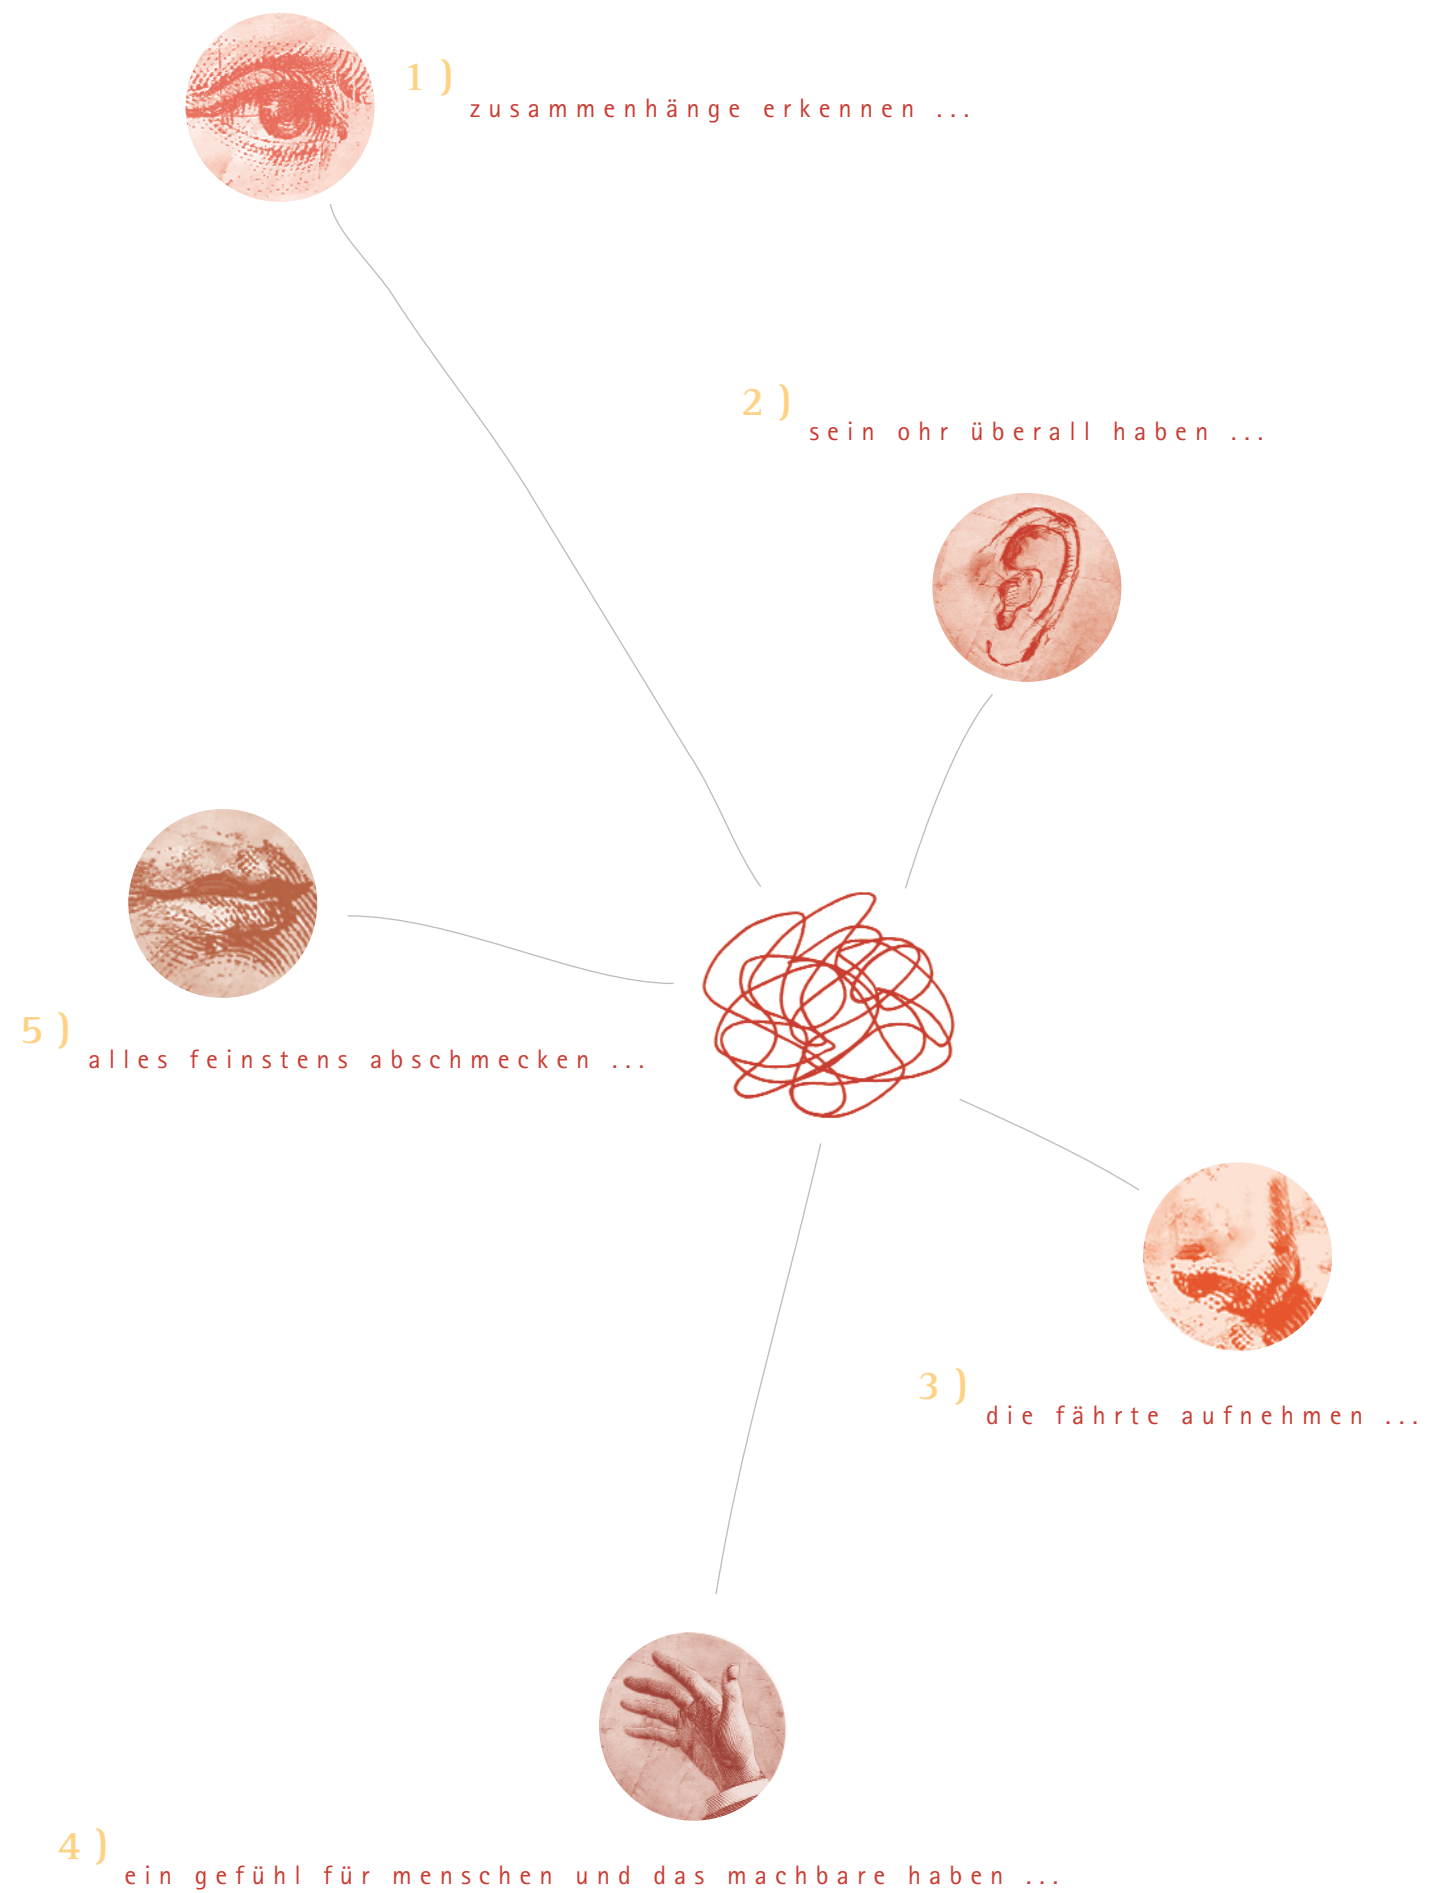 1 )
zusammenhänge erkennen ...
2 )
sein ohr überall haben ...
3 )
die fährte aufnehmen ...
4 )
ein gefühl für menschen und das machbare haben ...
5 )
alles feinstens abschmecken ...